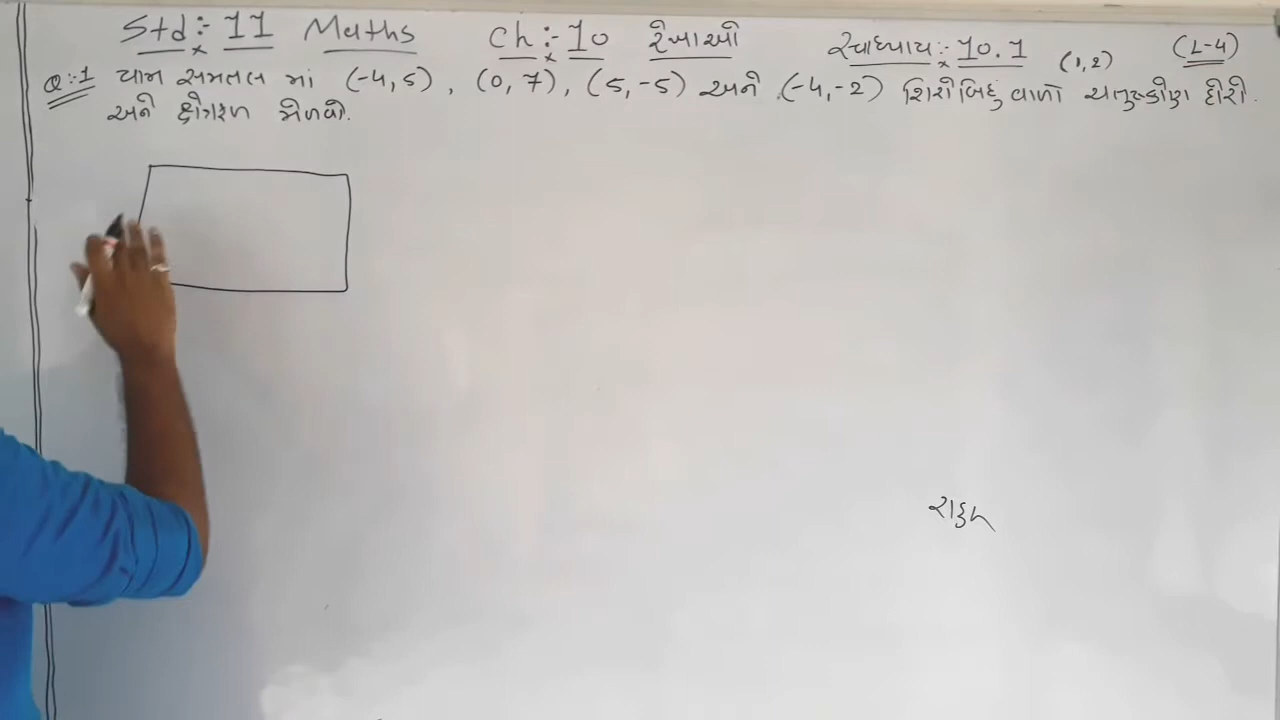 Std :- 11 Maths Ch :- 10 રેખાઓ સ્વાધ્યાય :- 10.1 (1,2) (L-4)
Q:-1 યામ સમતલ માં (-4,5), (0,7), (5,-5) અને (-4,-2) શિરોબિંદુવાળો ચતુષ્કોણ દોરો.
અને ક્ષેત્રફળ મેળવો.